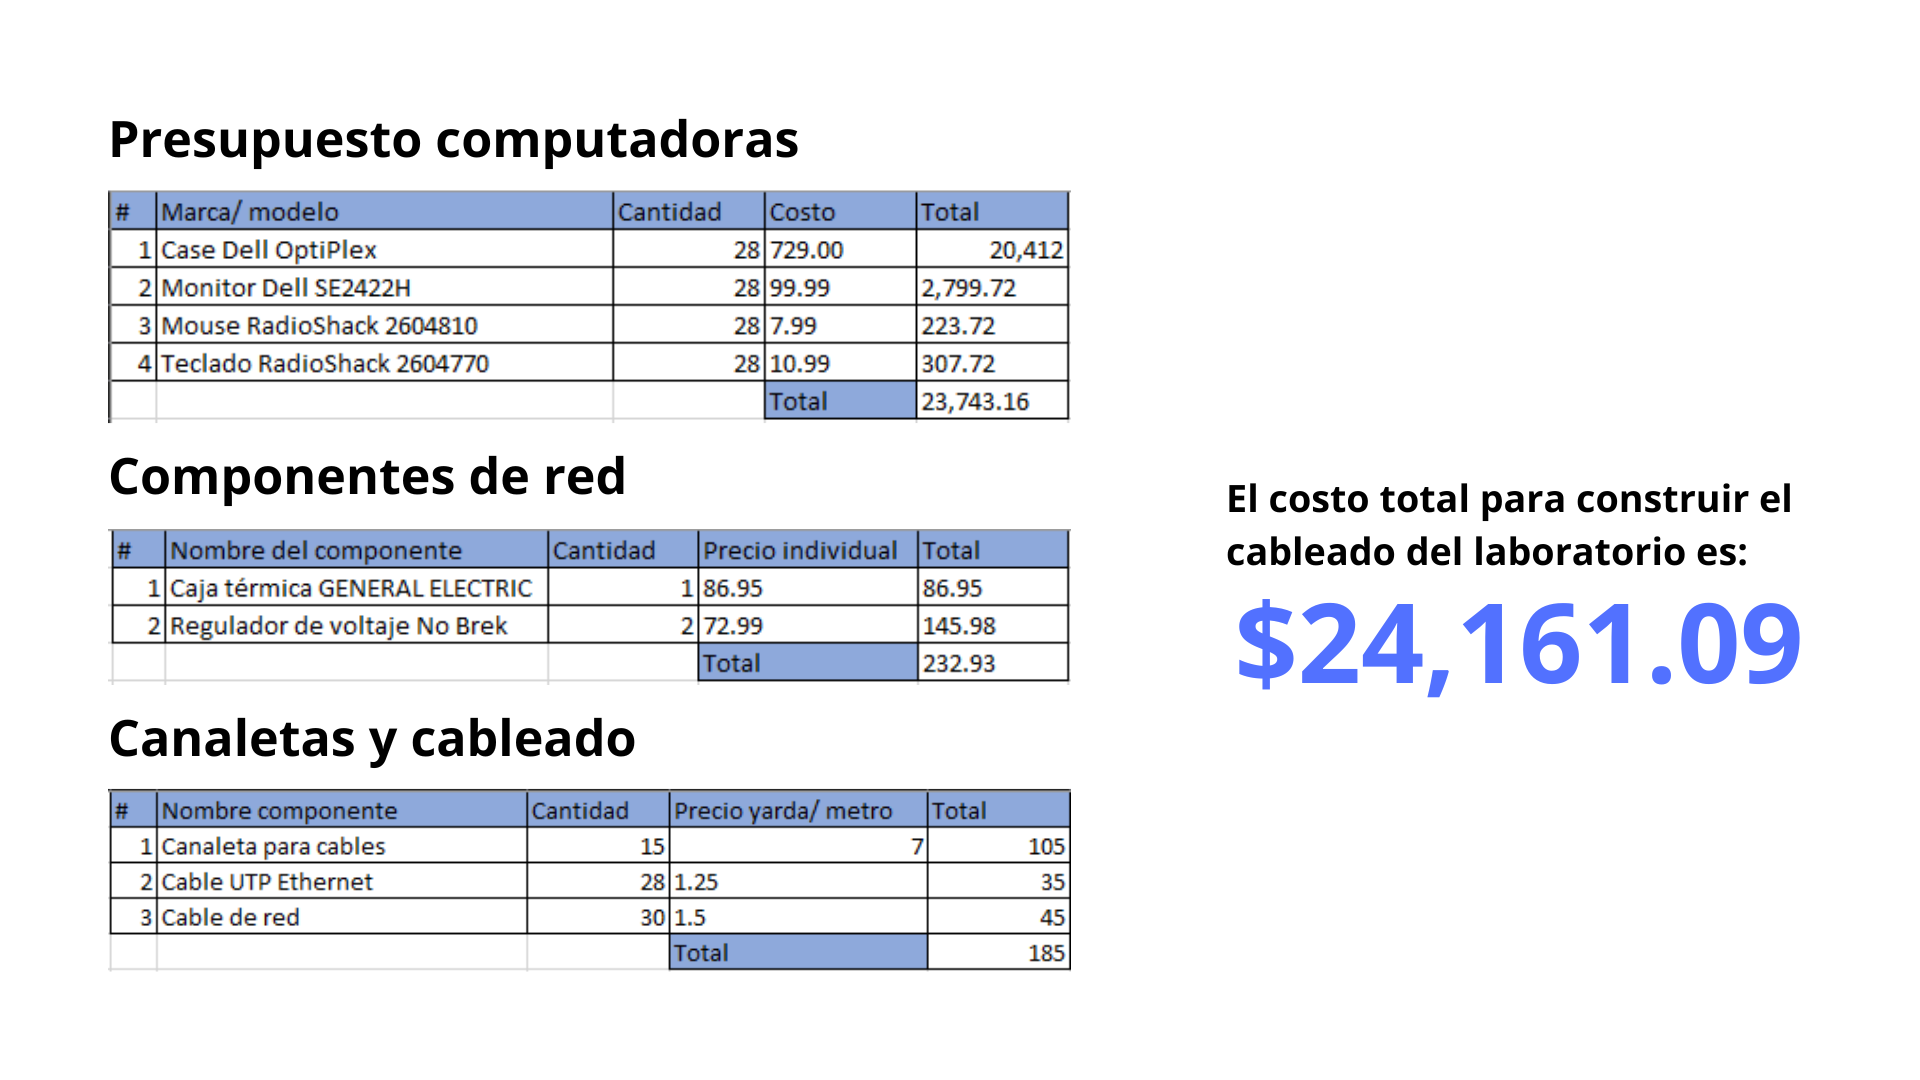 Presupuesto computadoras
# Marca/ modelo Cantidad Costo Total
1 Case Dell OptiPlex 28 729.00 20,412
2 Monitor Dell SE2422H 28 99.99 2,799.72
3 Mouse RadioShack 2604810 28 7.99 223.72
4 Teclado RadioShack 2604770 28 10.99 307.72
Total 23,743.16
Componentes de red
# Nombre del componente Cantidad Precio individual Total
1 Caja térmica GENERAL ELECTRIC 1 86.95 86.95
2 Regulador de voltaje No Brek 2 72.99 145.98
Total 232.93
Canaletas y cableado
# Nombre componente Cantidad Precio yarda/ metro Total
1 Canaleta para cables 15 7 105
2 Cable UTP Ethernet 28 1.25 35
3 Cable de red 30 1.5 45
Total 185
El costo total para construir el
cableado del laboratorio es:
$24,161.09